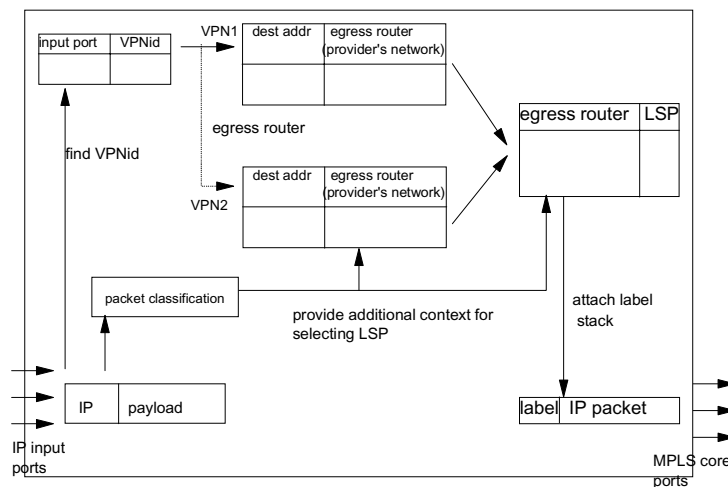 input port VPNid
VPN1
dest addr egress router
(provider's network)
egress router LSP
find VPNid
egress router
dest addr egress router
(provider's network)
VPN2
packet classification
provide additional context for
selecting LSP
attach label
stack
IP payload
label IP packet
IP input
ports
MPLS core
ports